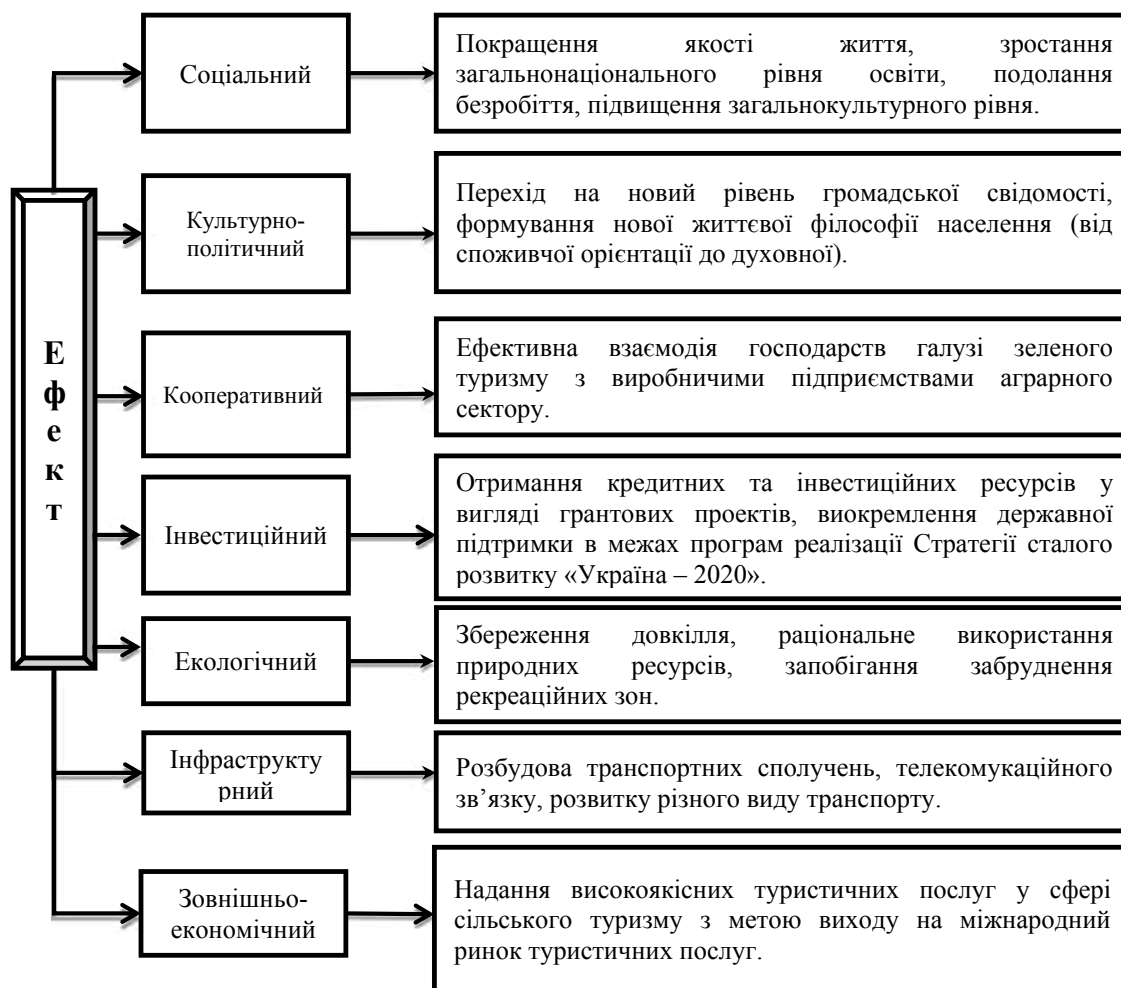 Соціальний
Покращення якості життя, зростання
загальнонаціонального рівня освіти, подолання
безробіття, підвищення загальнокультурного рівня.
Культурно-
політичний
Перехід на новий рівень громадської свідомості,
формування нової життєвої філософії населення (від
споживчої орієнтації до духовної).
Ефект
Кооперативний
Ефективна взаємодія господарств галузі зеленого
туризму з виробничими підприємствами аграрного
сектору.
Інвестиційний
Отримання кредитних та інвестиційних ресурсів у
вигляді грантових проектів, виокремлення державної
підтримки в межах програм реалізації Стратегії сталого
розвитку «Україна – 2020».
Екологічний
Збереження довкілля, раціональне використання
природних ресурсів, запобігання забруднення
рекреаційних зон.
Інфраструкту
рний
Розбудова транспортних сполучень, телекомукаційного
зв’язку, розвитку різного виду транспорту.
Зовнішньо-
економічний
Надання високоякісних туристичних послуг у сфері
сільського туризму з метою виходу на міжнародний
ринок туристичних послуг.